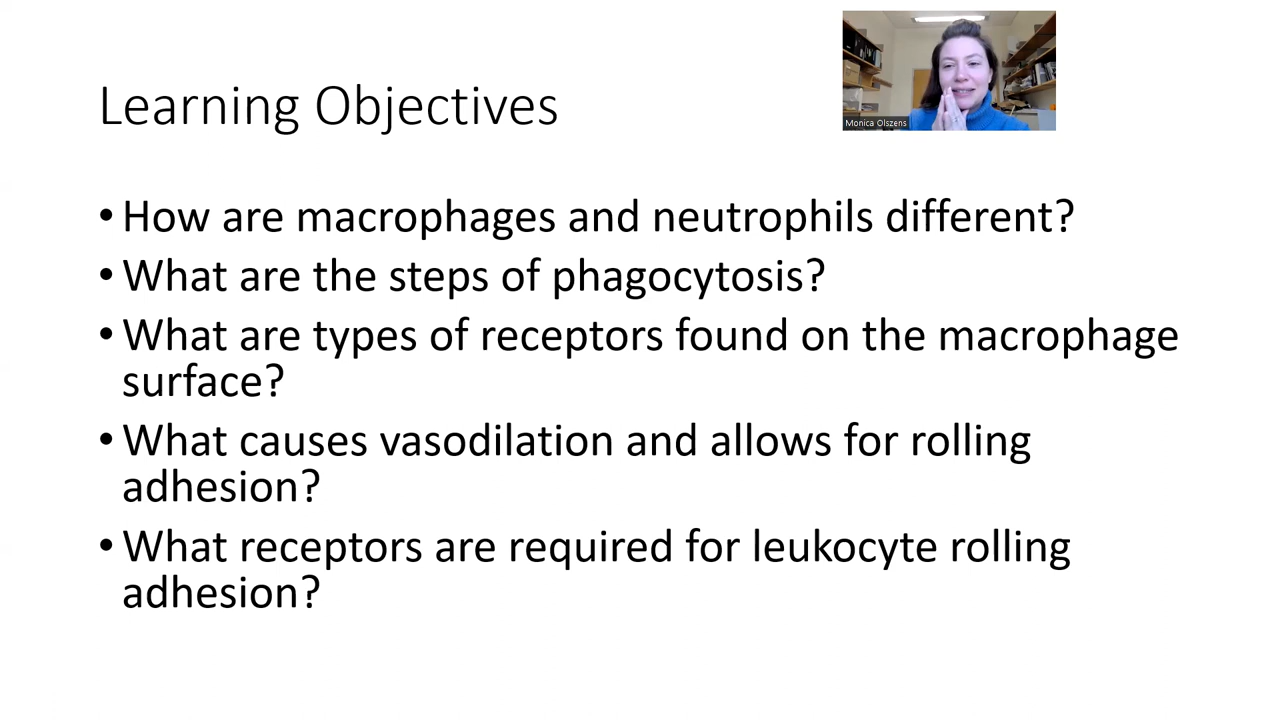 Monica Olszens
Learning Objectives
• How are macrophages and neutrophils different?
• What are the steps of phagocytosis?
• What are types of receptors found on the macrophage
surface?
• What causes vasodilation and allows for rolling
adhesion?
• What receptors are required for leukocyte rolling
adhesion?